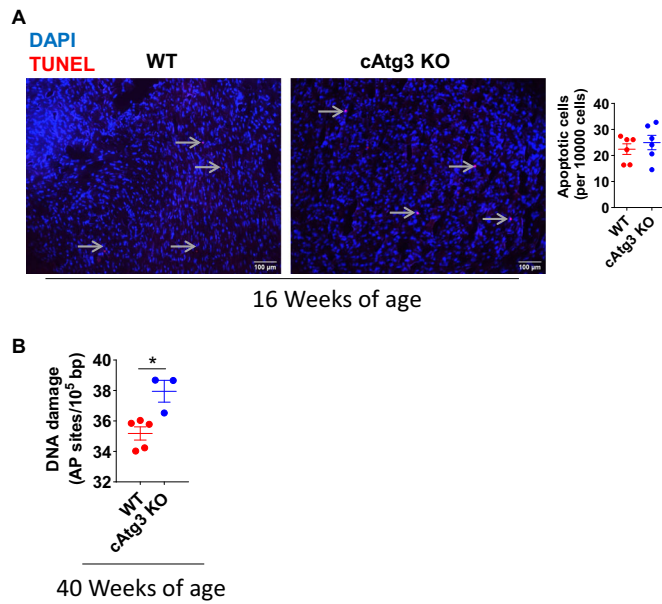 A
DAPI
TUNEL
WT
cAtg3 KO
100 µm
100 µm
Apoptotic cells
(per 10000 cells)
40
30
20
10
0
WT
cAtg3 KO
16 Weeks of age
B
*
DNA damage
(AP sites/10⁵ bp)
40
38
36
34
32
WT
cAtg3 KO
40 Weeks of age